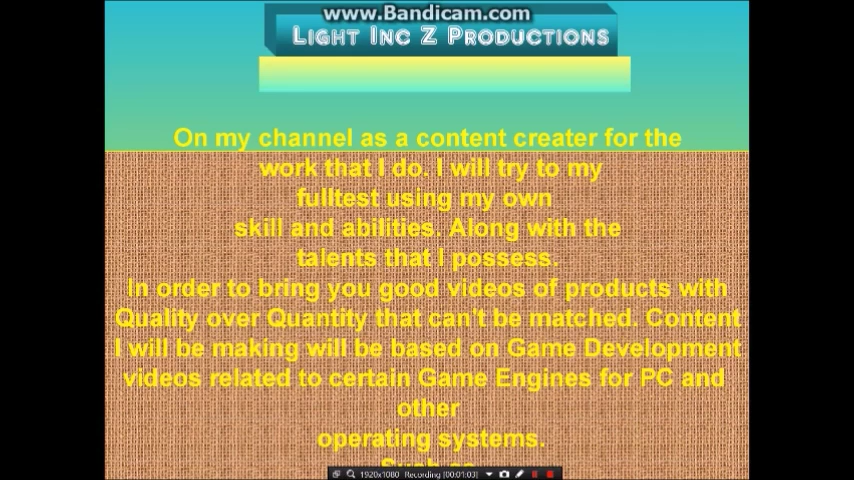 www.Bandicam.com
Light Inc Z Productions
On my channel as a content creater for the
work that I do. I will try to my
fulltest using my own
skill and abilities. Along with the
talents that I possess.
In order to bring you good videos of products with
Quality over Quantity that can't be matched. Content
I will be making will be based on Game Development
videos related to certain Game Engines for PC and
other
operating systems.
Such as
1920x1080 Recording [00:01:03]